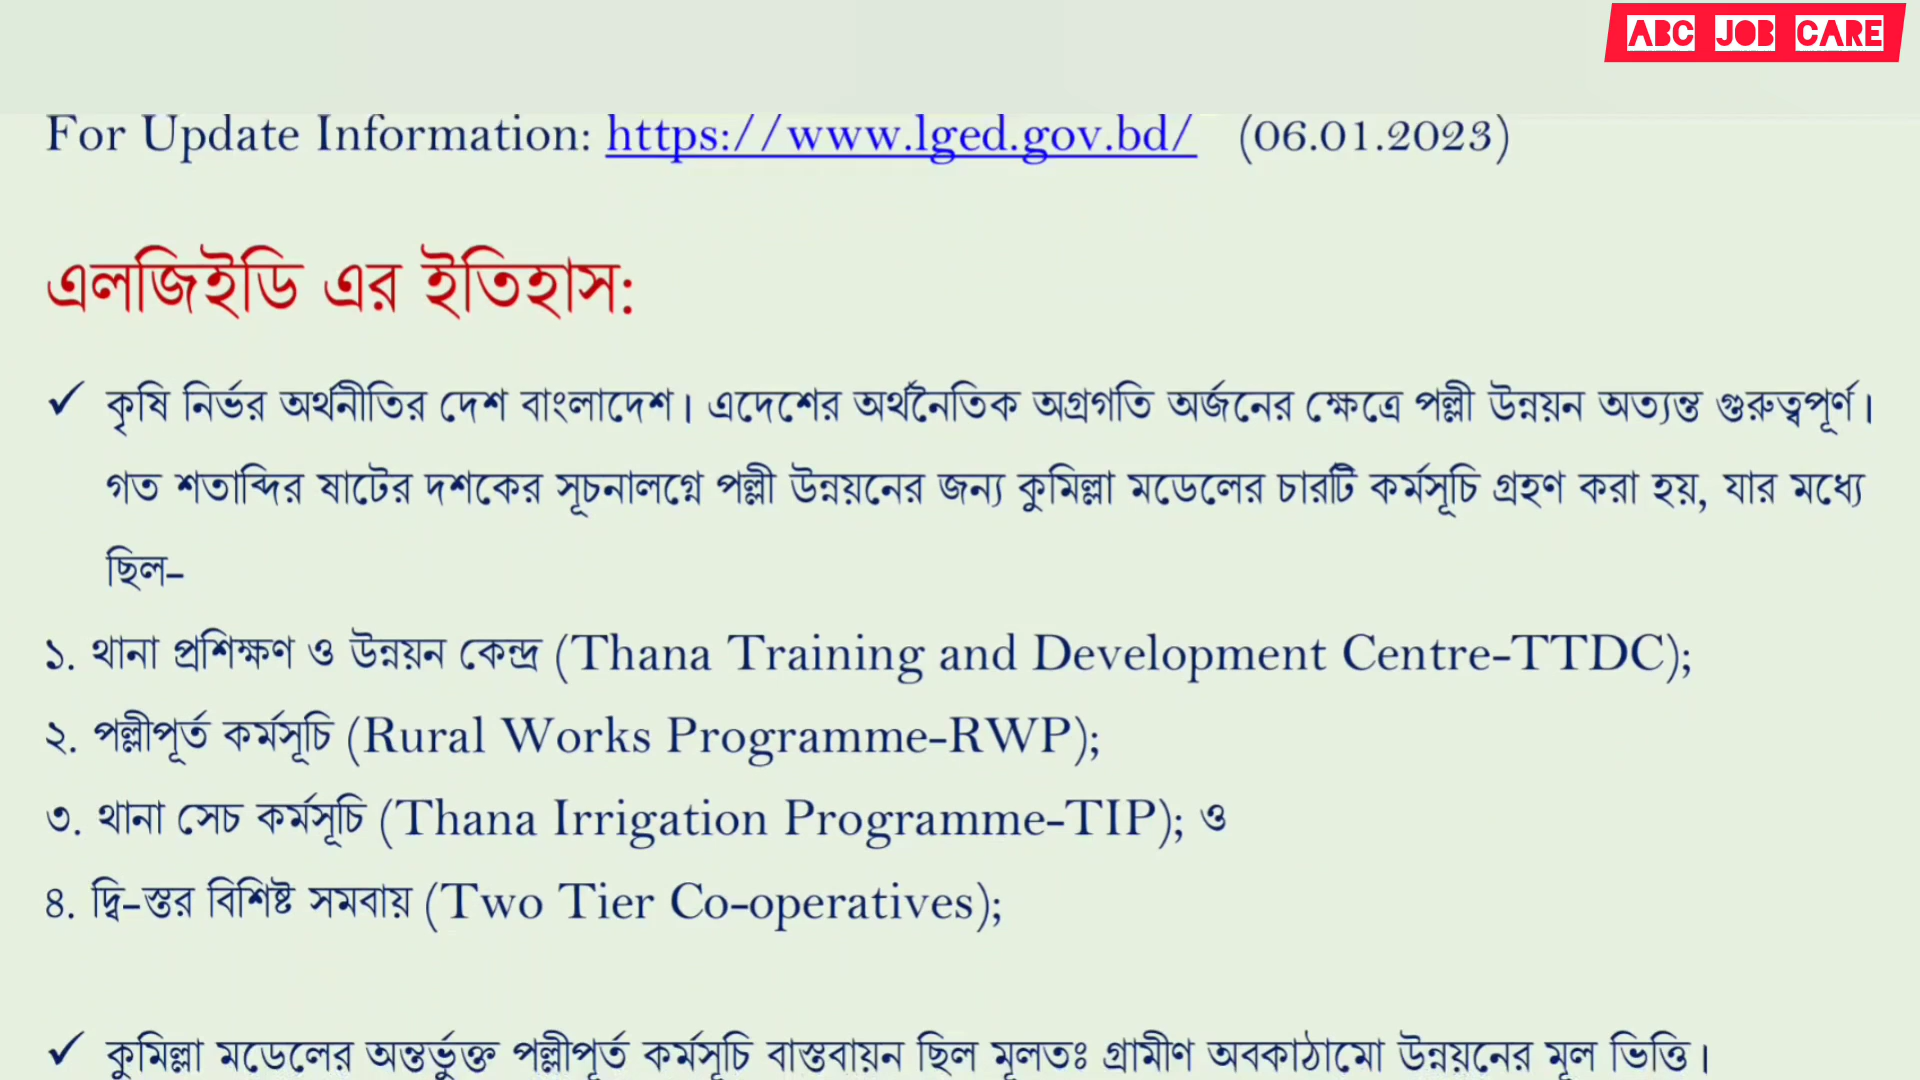 ABC JOB CARE
For Update Information: https://www.lged.gov.bd/ (06.01.2023)
এলজিইডি এর ইতিহাস:
✓ কৃষি নির্ভর অর্থনীতির দেশ বাংলাদেশ। এদেশের অর্থনৈতিক অগ্রগতি অর্জনের ক্ষেত্রে পল্লী উন্নয়ন অত্যন্ত গুরুত্বপূর্ণ।
গত শতাব্দির ষাটের দশকের সূচনালগ্নে পল্লী উন্নয়নের জন্য কুমিল্লা মডেলের চারটি কর্মসূচি গ্রহণ করা হয়, যার মধ্যে
ছিল-
১. থানা প্রশিক্ষণ ও উন্নয়ন কেন্দ্র (Thana Training and Development Centre-TTDC);
২. পল্লীপূর্ত কর্মসূচি (Rural Works Programme-RWP);
৩. থানা সেচ কর্মসূচি (Thana Irrigation Programme-TIP); ও
৪. দ্বি-স্তর বিশিষ্ট সমবায় (Two Tier Co-operatives);
✓ কুমিল্লা মডেলের অন্তর্ভুক্ত পল্লীপূর্ত কর্মসূচি বাস্তবায়ন ছিল মূলতঃ গ্রামীণ অবকাঠামো উন্নয়নের মূল ভিত্তি।